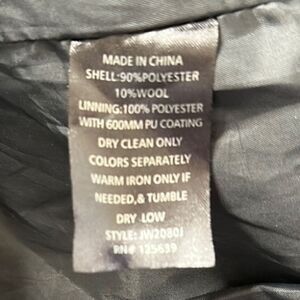 MADE IN CHINA
SHELL:90%POLYESTER
10%WOOL
LINNING:100% POLYESTER
WITH 600MM PU COATING
DRY CLEAN ONLY
COLORS SEPARATELY
WARM IRON ONLY IF
NEEDED,& TUMBLE
DRY LOW
STYLE: JW2080J
RN# 125639